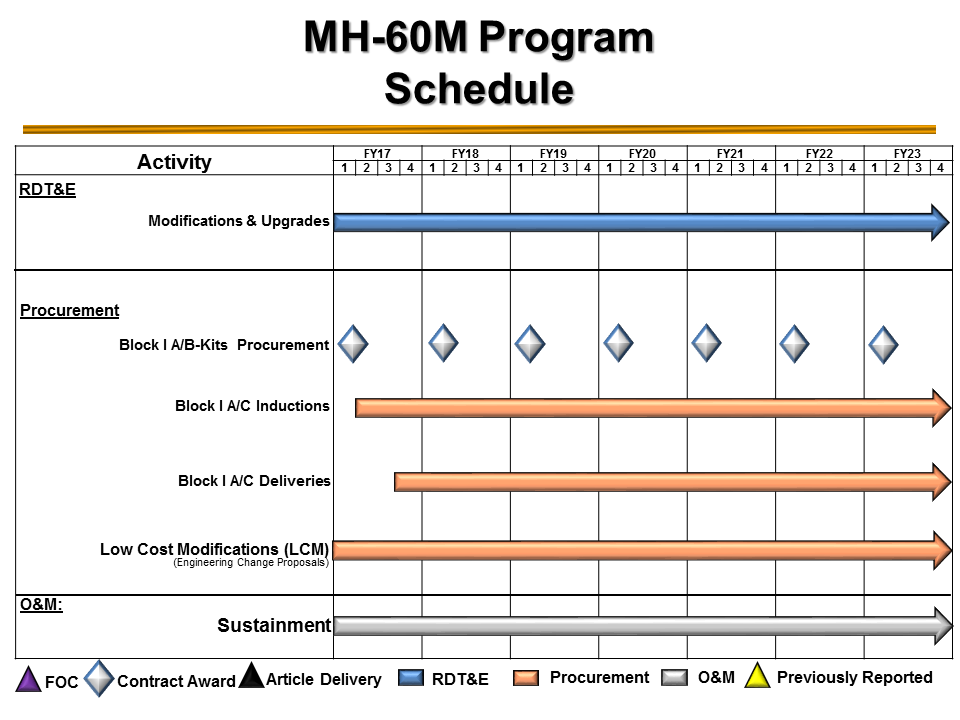 MH-60M Program
Schedule
Activity
FY17 FY18 FY19 FY20 FY21 FY22 FY23
1 2 3 4 1 2 3 4 1 2 3 4 1 2 3 4 1 2 3 4 1 2 3 4 1 2 3 4
RDT&E
Modifications & Upgrades
Procurement
Block I A/B-Kits Procurement
Block I A/C Inductions
Block I A/C Deliveries
Low Cost Modifications (LCM)
(Engineering Change Proposals)
O&M:
Sustainment
FOC Contract Award Article Delivery RDT&E Procurement O&M Previously Reported